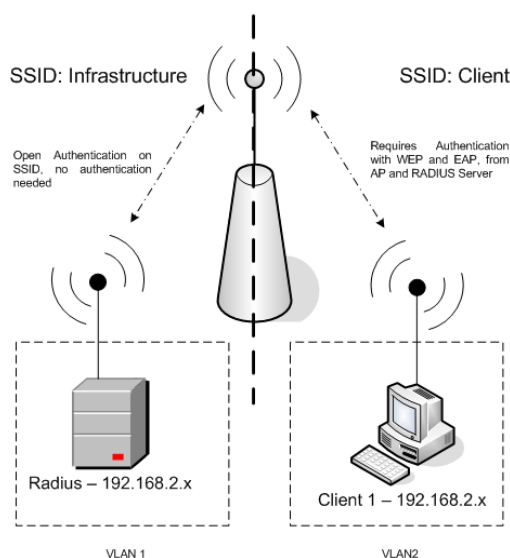 SSID: Infrastructure
SSID: Client
Open Authentication on
SSID, no authentication
needed
Requires Authentication
with WEP and EAP, from
AP and RADIUS Server
Radius – 192.168.2.x
Client 1 – 192.168.2.x
VLAN 1
VLAN2